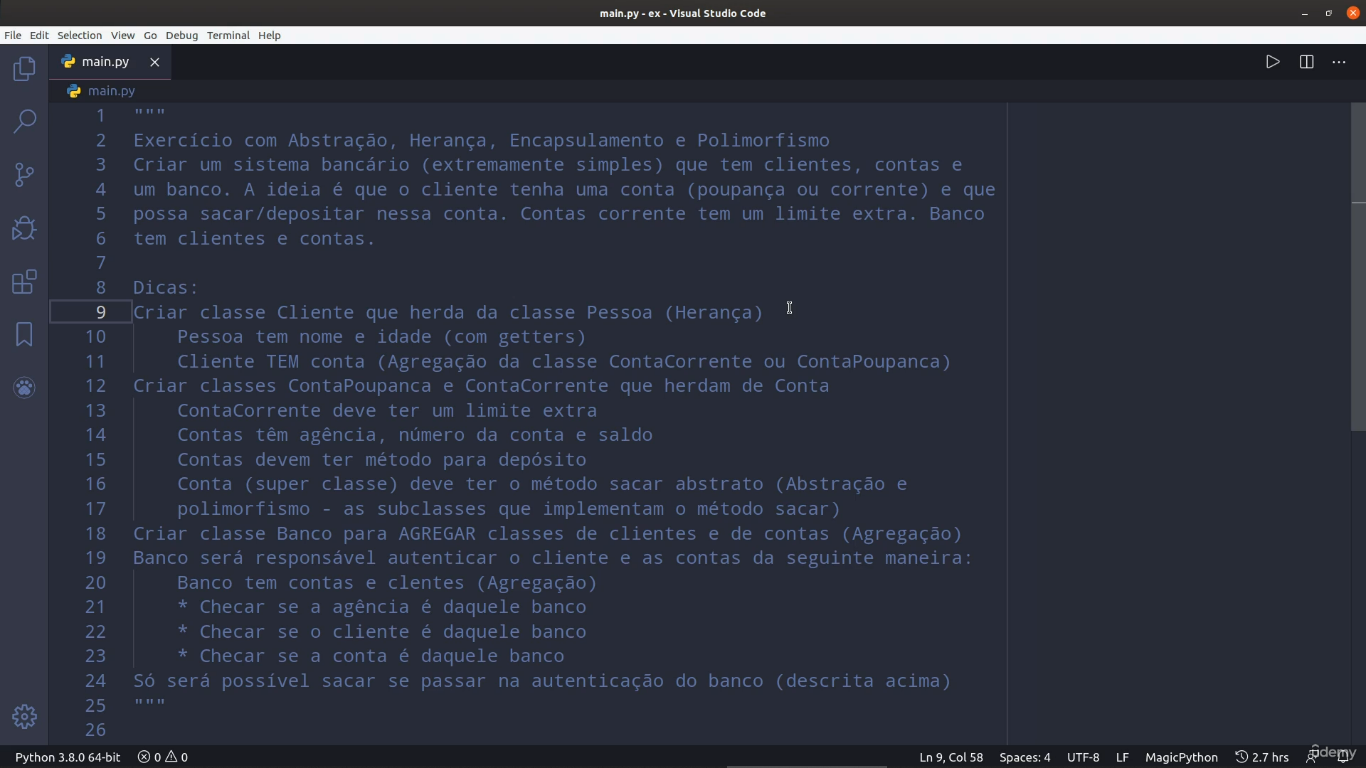 main.py - ex - Visual Studio Code
File Edit Selection View Go Debug Terminal Help
main.py
main.py
1 """
2 Exercício com Abstração, Herança, Encapsulamento e Polimorfismo
3 Criar um sistema bancário (extremamente simples) que tem clientes, contas e
4 um banco. A ideia é que o cliente tenha uma conta (poupança ou corrente) e que
5 possa sacar/depositar nessa conta. Contas corrente tem um limite extra. Banco
6 tem clientes e contas.
7
8 Dicas:
9 Criar classe Cliente que herda da classe Pessoa (Herança)
10 Pessoa tem nome e idade (com getters)
11 Cliente TEM conta (Agregação da classe ContaCorrente ou ContaPoupanca)
12 Criar classes ContaPoupanca e ContaCorrente que herdam de Conta
13 ContaCorrente deve ter um limite extra
14 Contas têm agência, número da conta e saldo
15 Contas devem ter método para depósito
16 Conta (super classe) deve ter o método sacar abstrato (Abstração e
17 polimorfismo - as subclasses que implementam o método sacar)
18 Criar classe Banco para AGREGAR classes de clientes e de contas (Agregação)
19 Banco será responsável autenticar o cliente e as contas da seguinte maneira:
20 Banco tem contas e clentes (Agregação)
21 * Checar se a agência é daquele banco
22 * Checar se o cliente é daquele banco
23 * Checar se a conta é daquele banco
24 Só será possível sacar se passar na autenticação do banco (descrita acima)
25 """
26
Python 3.8.0 64-bit 0 0 Ln 9, Col 58 Spaces: 4 UTF-8 LF MagicPython 2.7 hrs
Udemy